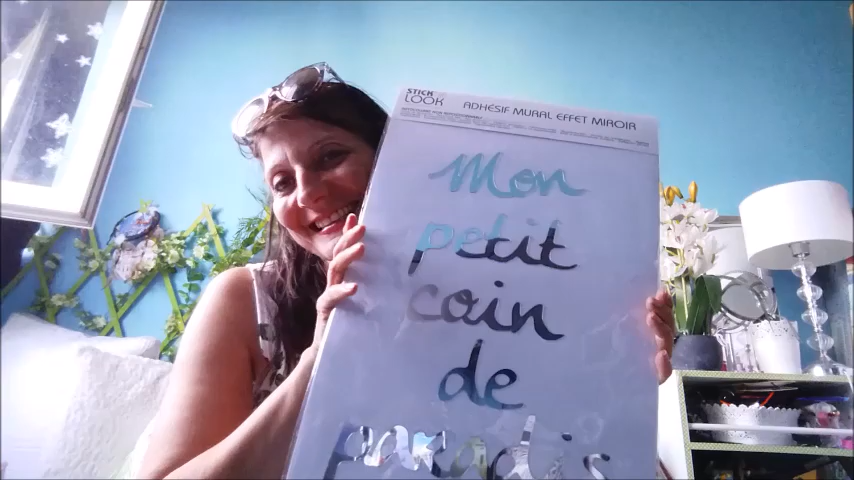 STICK
LOOK
ADHÉSIF MURAL EFFET MIROIR
Mon
petit
coin
de
paradis